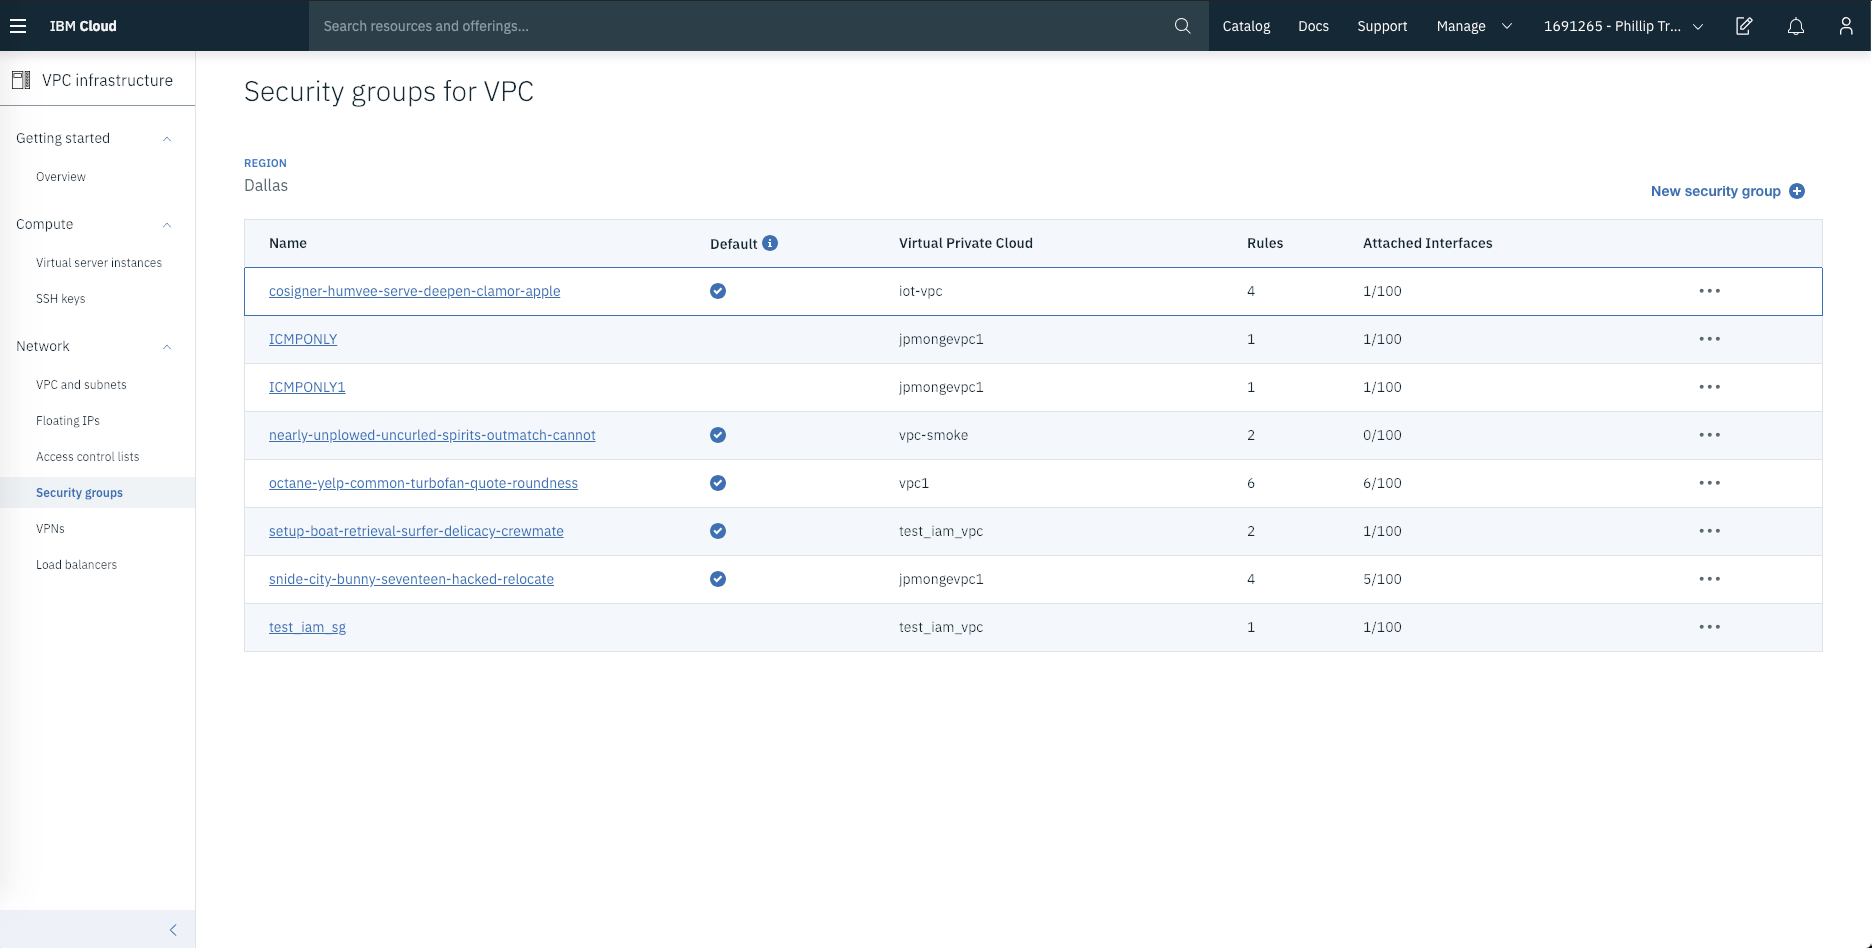 IBM Cloud
Search resources and offerings...
Catalog
Docs
Support
Manage
1691265 - Phillip Tr...
VPC infrastructure
Getting started
Overview
Compute
Virtual server instances
SSH keys
Network
VPC and subnets
Floating IPs
Access control lists
Security groups
VPNs
Load balancers
Security groups for VPC
REGION
Dallas
New security group
Name Default Virtual Private Cloud Rules Attached Interfaces
cosigner-humvee-serve-deepen-clamor-apple iot-vpc 4 1/100
ICMPONLY jpmongevpc1 1 1/100
ICMPONLY1 jpmongevpc1 1 1/100
nearly-unplowed-uncurled-spirits-outmatch-cannot vpc-smoke 2 0/100
octane-yelp-common-turbofan-quote-roundness vpc1 6 6/100
setup-boat-retrieval-surfer-delicacy-crewmate test_iam_vpc 2 1/100
snide-city-bunny-seventeen-hacked-relocate jpmongevpc1 4 5/100
test_iam_sg test_iam_vpc 1 1/100